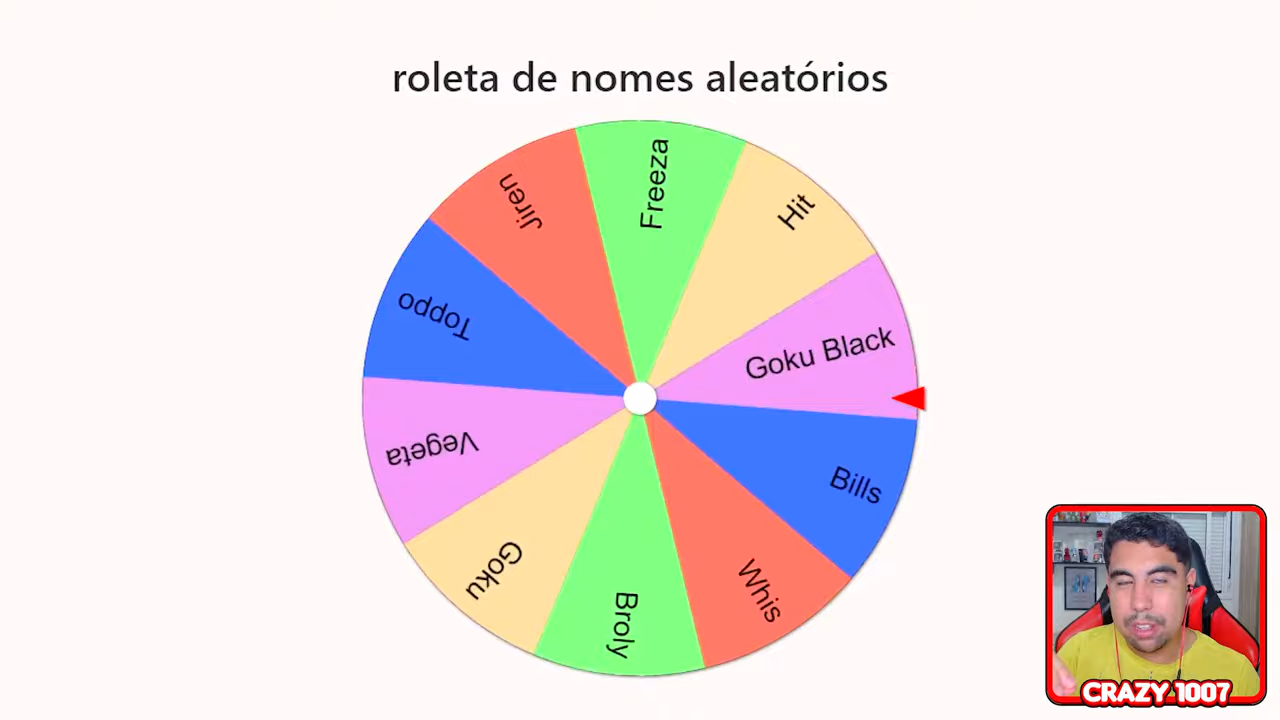 roleta de nomes aleatórios
Freeza
Hit
Goku Black
Bills
Whis
Broly
Goku
Vegeta
Toppo
Jiren
CRAZY 1007